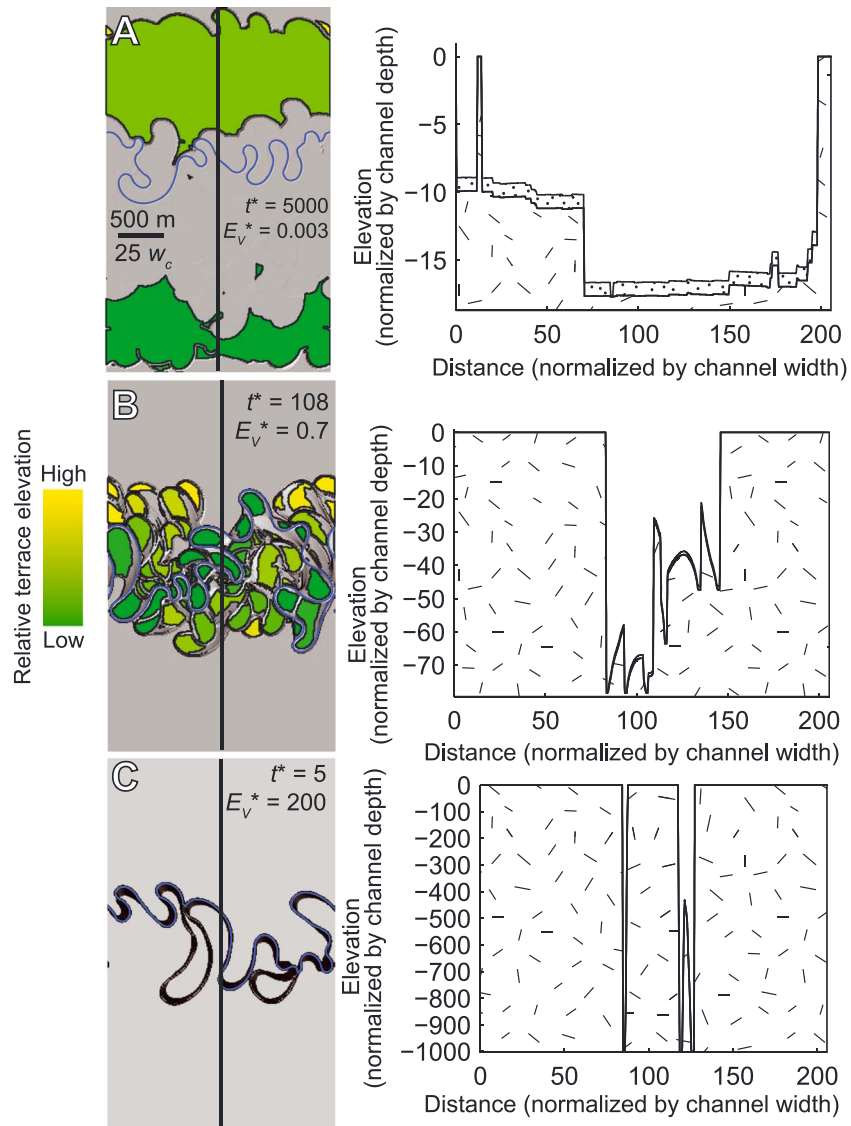 A
t* = 5000
E_V* = 0.003
500 m
25 w_c
Elevation
(normalized by channel depth)
0
−5
−10
−15
0
50
100
150
200
Distance (normalized by channel width)
B
t* = 108
E_V* = 0.7
Relative terrace elevation
High
Low
Elevation
(normalized by channel depth)
0
−10
−20
−30
−40
−50
−60
−70
0
50
100
150
200
Distance (normalized by channel width)
C
t* = 5
E_V* = 200
Elevation
(normalized by channel depth)
0
−100
−200
−300
−400
−500
−600
−700
−800
−900
−1000
0
50
100
150
200
Distance (normalized by channel width)